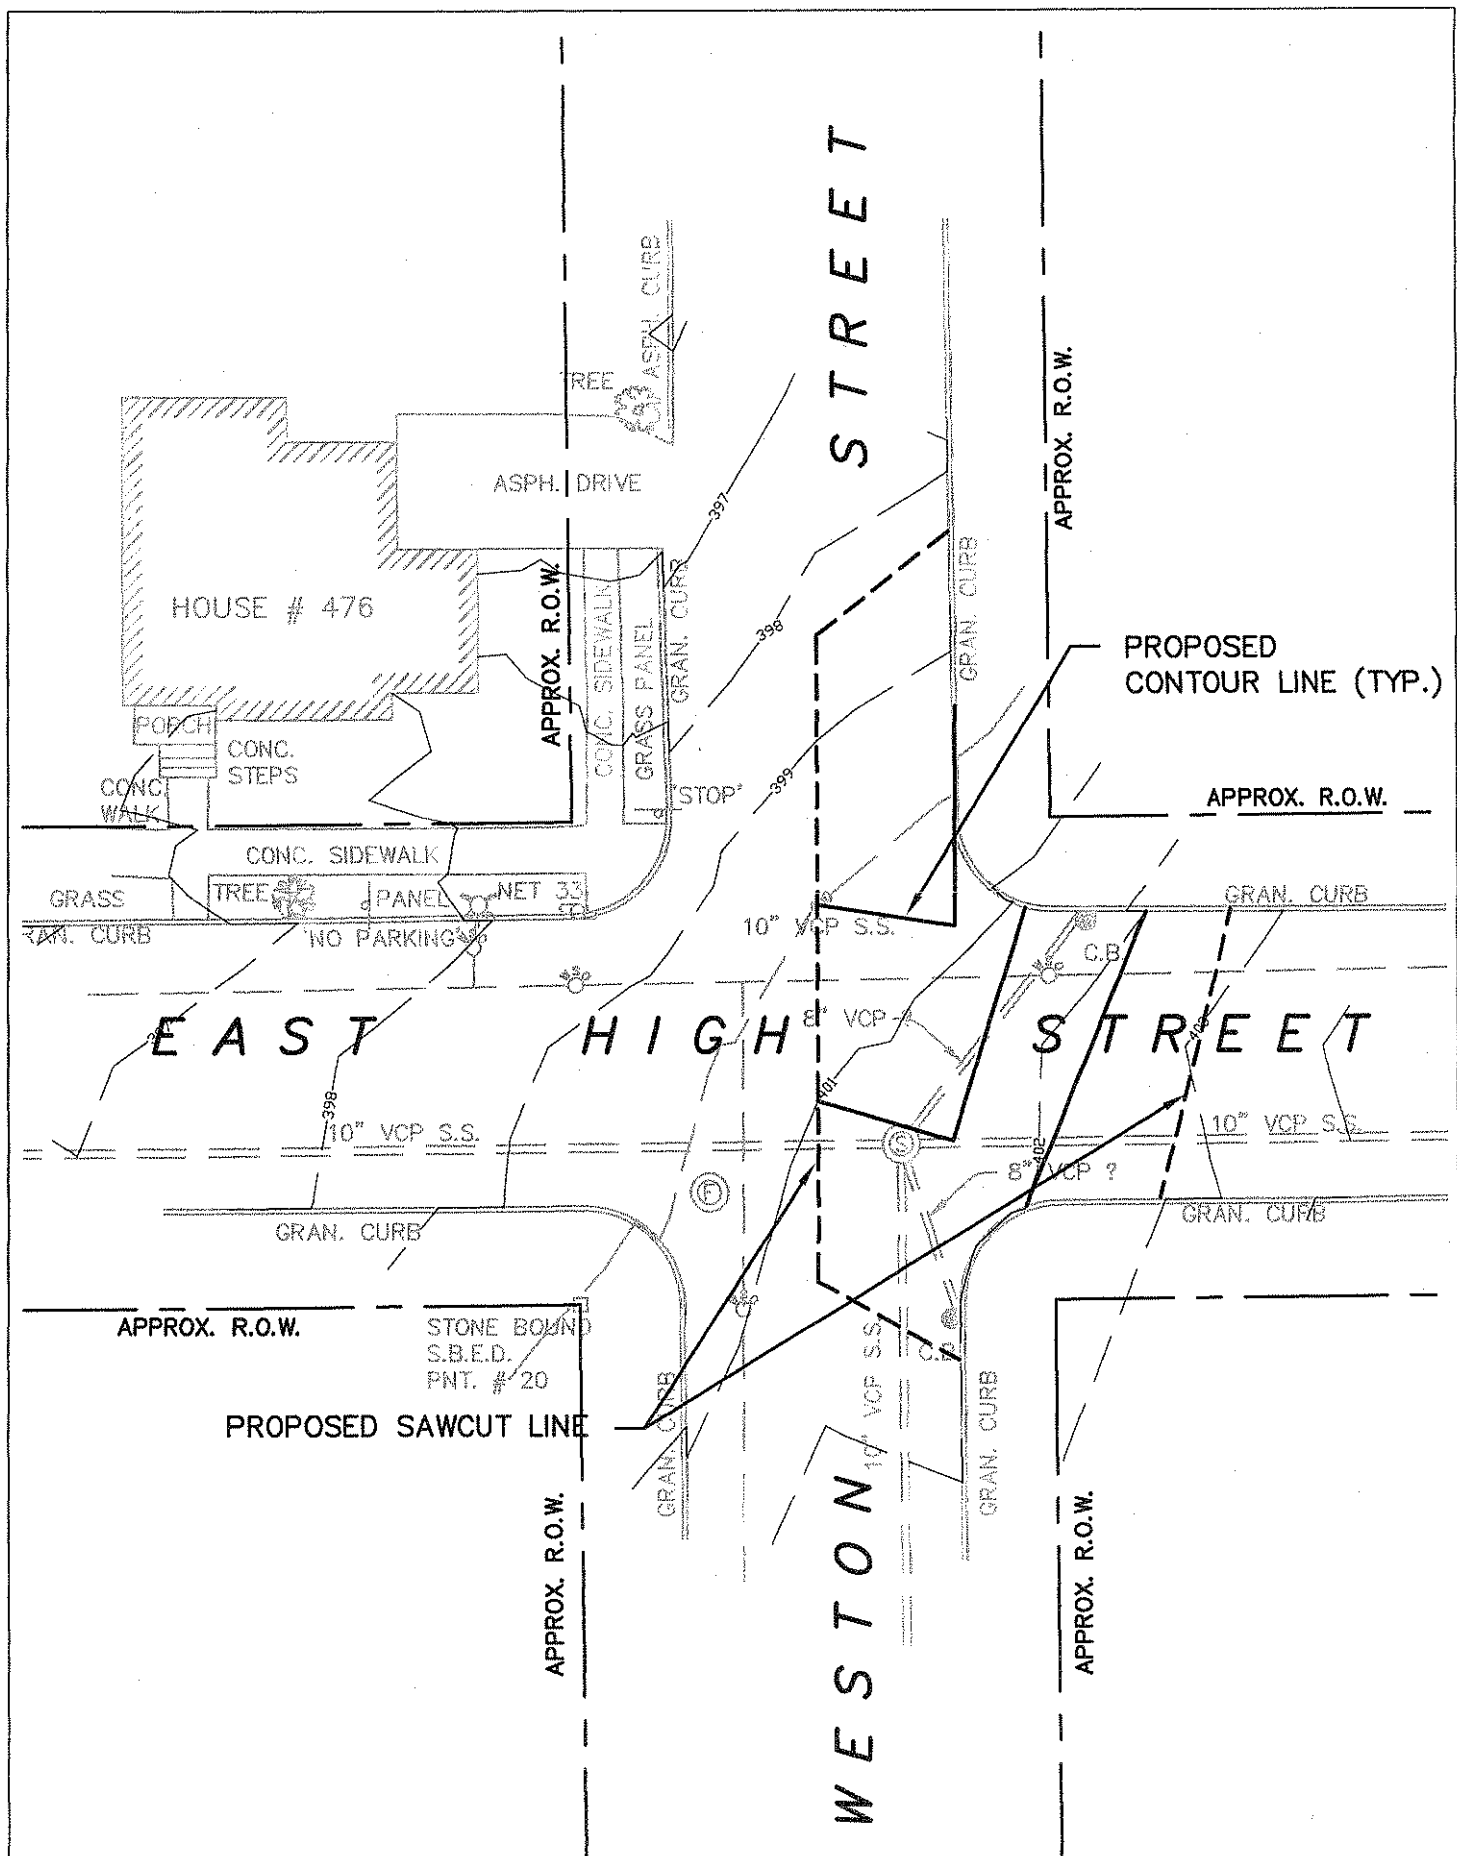 STREET
ASPH. CURB
TREE
APPROX. R.O.W.
ASPH. DRIVE
397
GRAN. CURB
HOUSE # 476
APPROX. R.O.W.
CONC. SIDEWALK
GRASS PANEL
GRAN. CURB
398
PROPOSED
CONTOUR LINE (TYP.)
PORCH
CONC.
STEPS
CONC.
WALK
399
'STOP'
APPROX. R.O.W.
CONC. SIDEWALK
GRASS
TREE
PANEL
NET 33
GRAN. CURB
'NO PARKING'
10" VCP S.S.
GRAN. CURB
C.B.
EAST HIGH STREET
8" VCP ?
401
398
402
403
10" VCP S.S.
10" VCP S.S.
S
8" VCP ?
E
GRAN. CURB
GRAN. CURB
APPROX. R.O.W.
STONE BOUND
S.B.E.D.
PNT. # 20
C.B.
10" VCP S.S.
PROPOSED SAWCUT LINE
GRAN. CURB
GRAN. CURB
APPROX. R.O.W.
APPROX. R.O.W.
WESTON